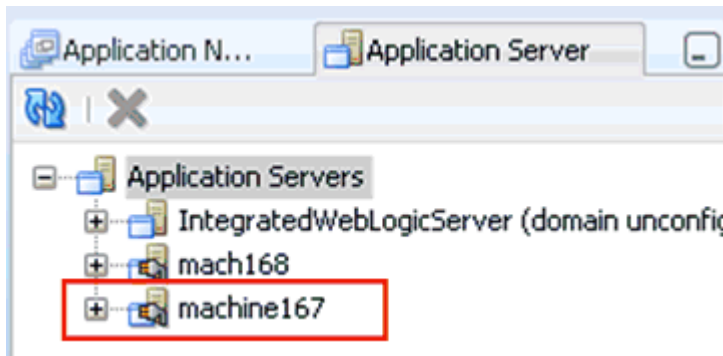 Application N...
Application Server
Application Servers
IntegratedWebLogicServer (domain unconfig
mach168
machine167